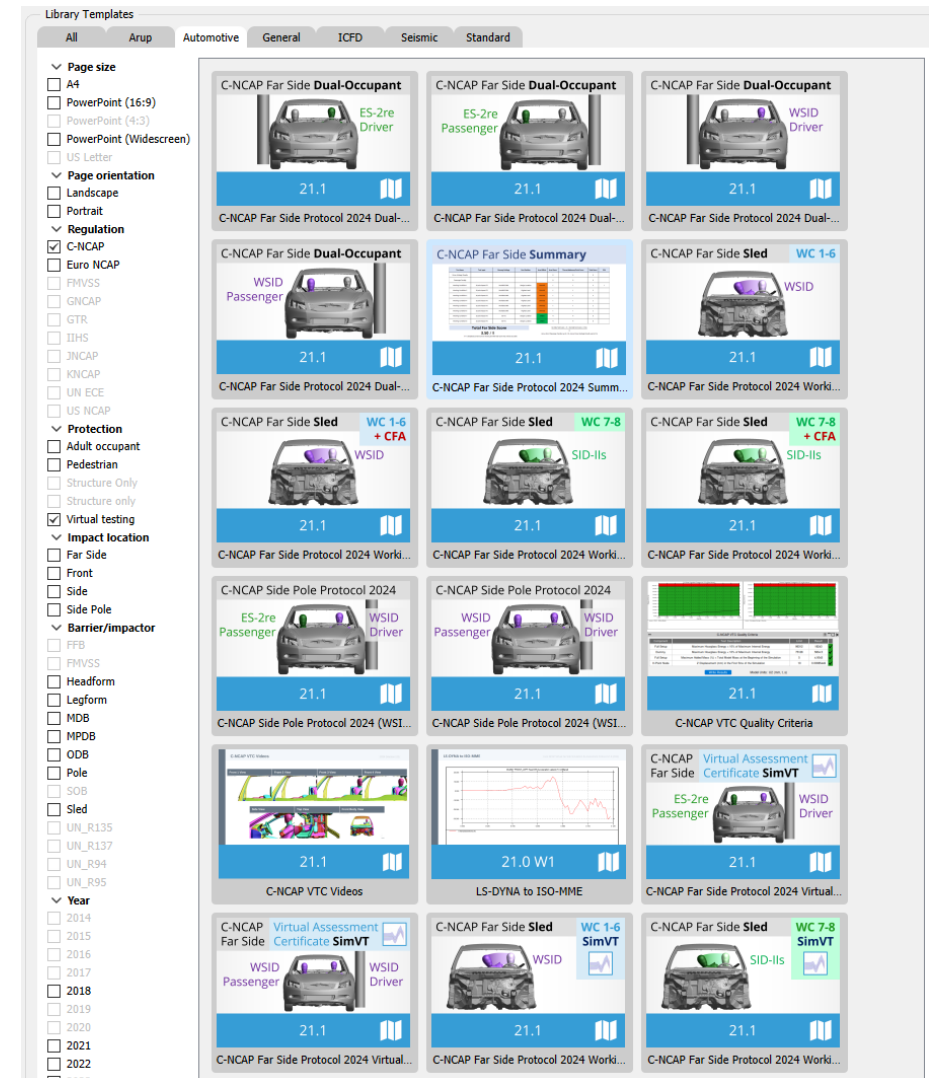 Library Templates
All Arup Automotive General ICFD Seismic Standard
Page size
A4
PowerPoint (16:9)
PowerPoint (4:3)
PowerPoint (Widescreen)
US Letter
Page orientation
Landscape
Portrait
Regulation
C-NCAP
Euro NCAP
FMVSS
GNCAP
GTR
IIHS
JNCAP
KNCAP
UN ECE
US NCAP
Protection
Adult occupant
Pedestrian
Structure Only
Structure only
Virtual testing
Impact location
Far Side
Front
Side
Side Pole
Barrier/impactor
FFB
FMVSS
Headform
Legform
MDB
MPDB
ODB
Pole
SOB
Sled
UN_R135
UN_R137
UN_R94
UN_R95
Year
2014
2015
2016
2017
2018
2019
2020
2021
2022
C-NCAP Far Side Dual-Occupant
ES-2re
Driver
21.1
C-NCAP Far Side Protocol 2024 Dual-...
C-NCAP Far Side Dual-Occupant
ES-2re
Passenger
21.1
C-NCAP Far Side Protocol 2024 Dual-...
C-NCAP Far Side Dual-Occupant
WSID
Driver
21.1
C-NCAP Far Side Protocol 2024 Dual-...
C-NCAP Far Side Dual-Occupant
WSID
Passenger
21.1
C-NCAP Far Side Protocol 2024 Dual-...
C-NCAP Far Side Summary
Total Far Side Score
21.1
C-NCAP Far Side Protocol 2024 Summ...
C-NCAP Far Side Sled WC 1-6
WSID
21.1
C-NCAP Far Side Protocol 2024 Worki...
C-NCAP Far Side Sled WC 1-6
+ CFA
WSID
21.1
C-NCAP Far Side Protocol 2024 Worki...
C-NCAP Far Side Sled WC 7-8
SID-IIs
21.1
C-NCAP Far Side Protocol 2024 Worki...
C-NCAP Far Side Sled WC 7-8
+ CFA
SID-IIs
21.1
C-NCAP Far Side Protocol 2024 Worki...
C-NCAP Side Pole Protocol 2024
ES-2re
Passenger
WSID
Driver
21.1
C-NCAP Side Pole Protocol 2024 (WSI...
C-NCAP Side Pole Protocol 2024
WSID
Passenger
WSID
Driver
21.1
C-NCAP Side Pole Protocol 2024 (WSI...
C-NCAP VTC Quality Criteria
21.1
C-NCAP VTC Quality Criteria
C-NCAP VTC Videos
21.1
C-NCAP VTC Videos
LS-DYNA to ISO-MME
21.0 W1
LS-DYNA to ISO-MME
C-NCAP Far Side
Virtual Assessment Certificate SimVT
ES-2re
Passenger
WSID
Driver
21.1
C-NCAP Far Side Protocol 2024 Virtual...
C-NCAP Far Side
Virtual Assessment Certificate SimVT
WSID
Passenger
WSID
Driver
21.1
C-NCAP Far Side Protocol 2024 Virtual...
C-NCAP Far Side Sled WC 1-6
SimVT
WSID
21.1
C-NCAP Far Side Protocol 2024 Worki...
C-NCAP Far Side Sled WC 7-8
SimVT
SID-IIs
21.1
C-NCAP Far Side Protocol 2024 Worki...